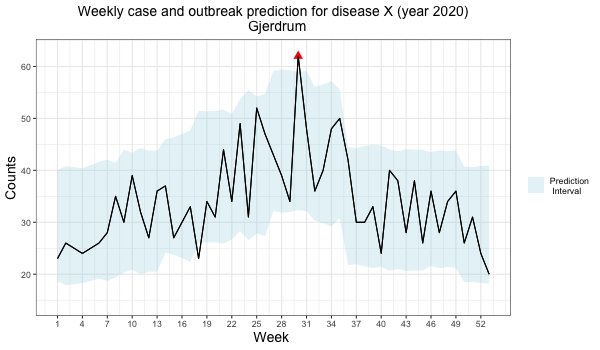 Weekly case and outbreak prediction for disease X (year 2020)
Gjerdrum
Counts
60
50
40
30
20
1 4 7 10 13 16 19 22 25 28 31 34 37 40 43 46 49 52
Week
Prediction
Interval